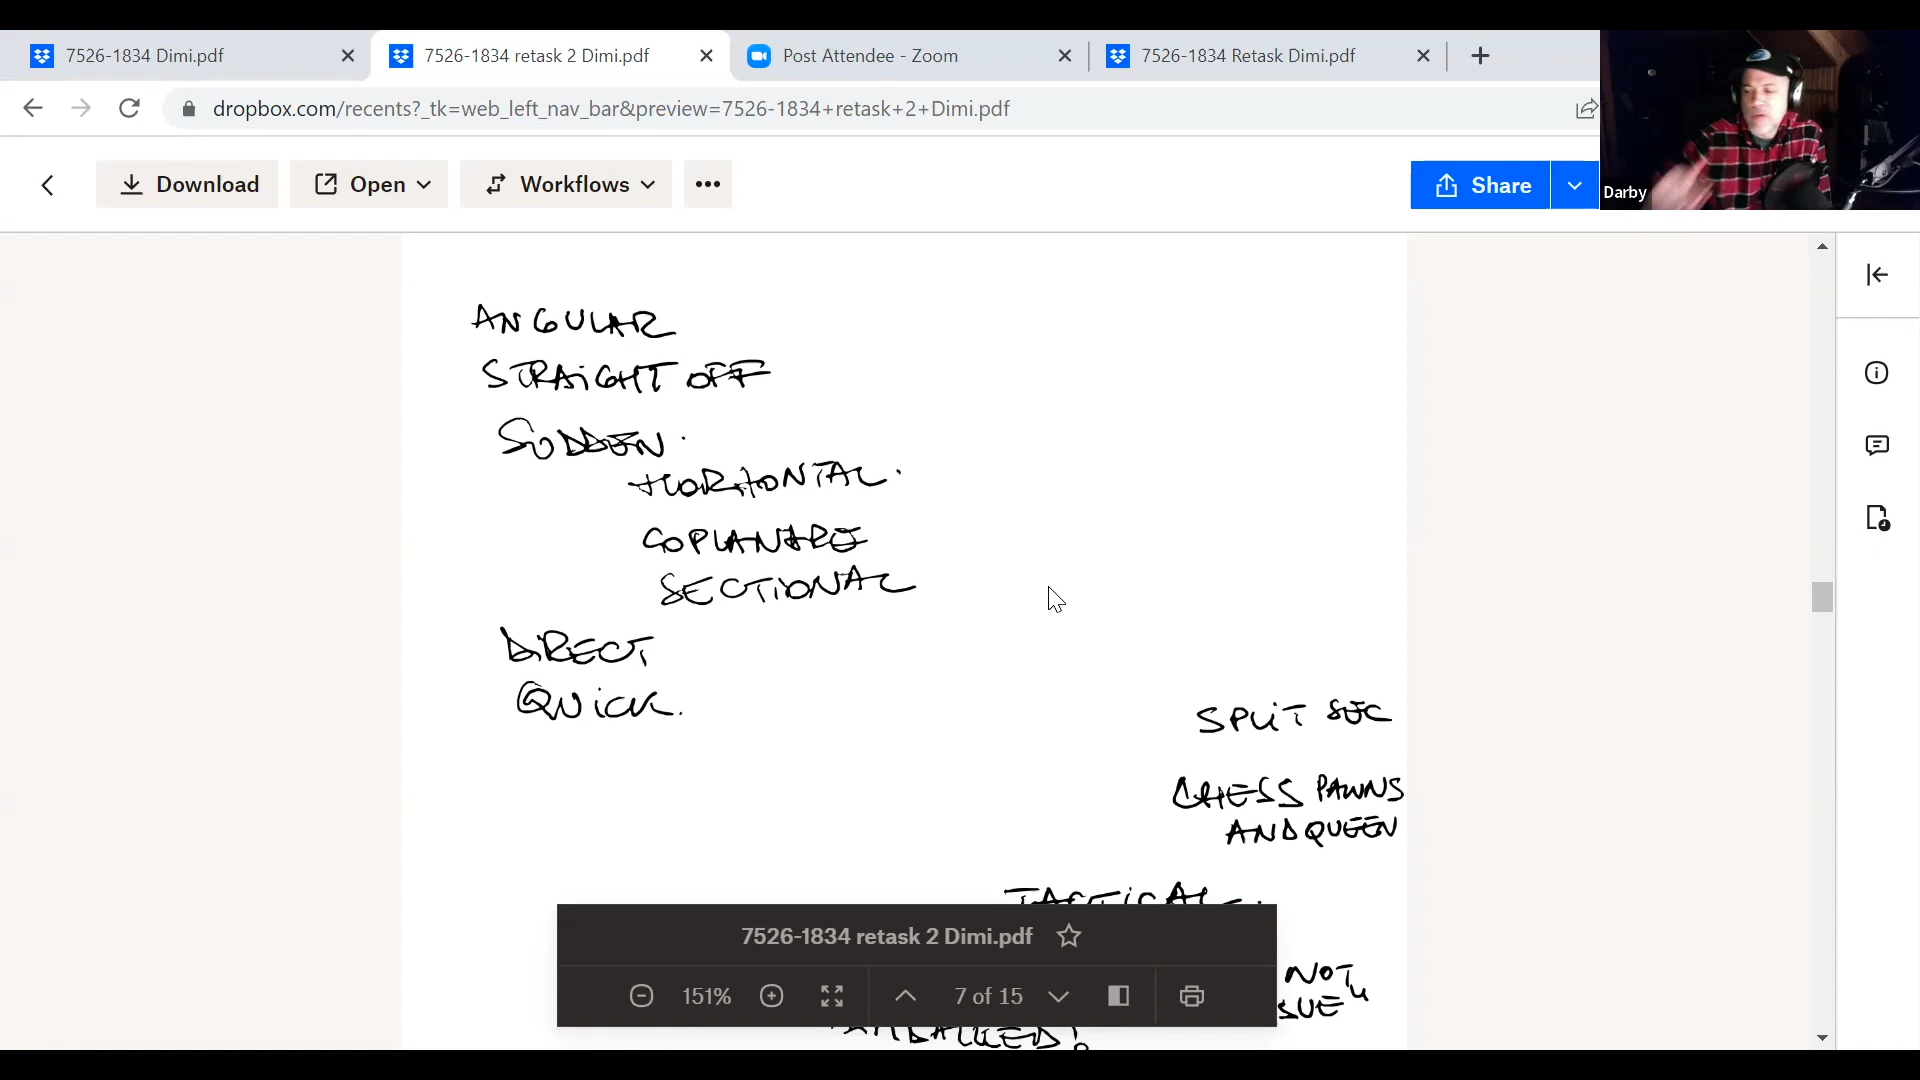 7526-1834 Dimi.pdf
7526-1834 retask 2 Dimi.pdf
Post Attendee - Zoom
7526-1834 Retask Dimi.pdf
dropbox.com/recents?_tk=web_left_nav_bar&preview=7526-1834+retask+2+Dimi.pdf
Download
Open
Workflows
Share
Darby
ANGULAR
STRAIGHT OFF
SUDDEN.
HORIZONTAL.
COPLANARE
SECTIONAL
DIRECT
QUICK.
SPLIT SEC
CHESS PAWNS
AND QUEEN
TACTICAL.
NOT
7526-1834 retask 2 Dimi.pdf
151%
7 of 15